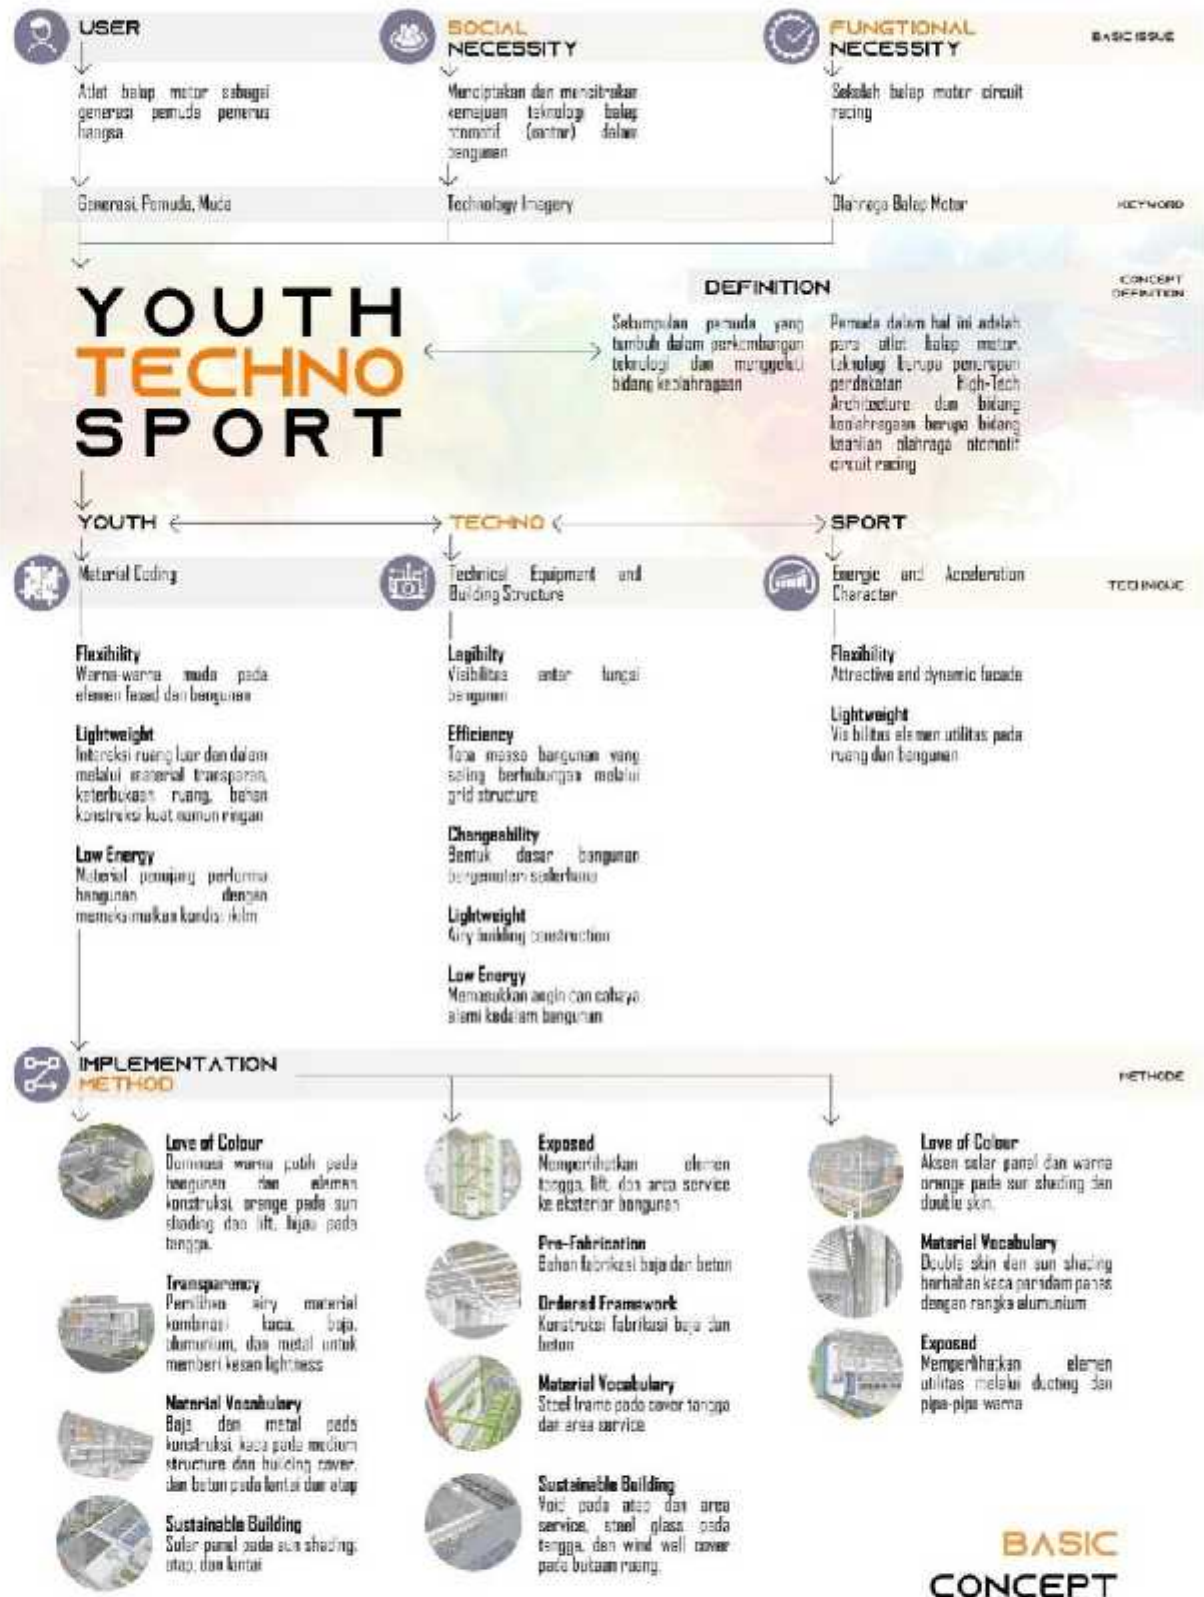 USER
SOCIAL
NECESSITY
FUNGTIONAL
NECESSITY
BASIC ISSUE
Atlet balap motor sebagai
generasi pemuda penerus
bangsa
Menciptakan dan mencitrakan
kemajuan teknologi balap
otomotif (motor) dalam
bangunan
Sekolah balap motor circuit
racing
Generasi, Pemuda, Muda
Technology Imagery
Olahraga Balap Motor
KEYWORD
YOUTH
TECHNO
SPORT
DEFINITION
CONCEPT
DEFINITION
Sekumpulan pemuda yang
tumbuh dalam perkembangan
teknologi dan menggeluti
bidang keolahragaan
Pemuda dalam hal ini adalah
para atlet balap motor,
teknologi berupa penerapan
pendekatan High-Tech
Architecture dan bidang
keolahragaan berupa bidang
keahlian olahraga otomotif
circuit racing
YOUTH
TECHNO
SPORT
Material Coding
Technical Equipment and
Building Structure
Energic and Acceleration
Character
TECHNIQUE
Flexibility
Warna-warna muda pada
elemen fasad dan bangunan
Lightweight
Interaksi ruang luar dan dalam
melalui material transparan,
keterbukaan ruang, bahan
konstruksi kuat namun ringan
Low Energy
Material penunjang performa
bangunan dengan
memaksimalkan kondisi iklim
Legibilty
Visibilitas antar fungsi
bangunan
Efficiency
Tata massa bangunan yang
saling berhubungan melalui
grid structure
Changeability
Bentuk dasar bangunan
bergeometri sederhana
Lightweight
Airy building construction
Low Energy
Memasukkan angin dan cahaya
alami kedalam bangunan
Flexibility
Attractive and dynamic facade
Lightweight
Visibilitas elemen utilitas pada
ruang dan bangunan
IMPLEMENTATION
METHOD
METHODE
Love of Colour
Dominasi warna putih pada
bangunan dan elemen
konstruksi, orange pada sun
shading dan lift, hijau pada
tangga.
Transparency
Pemilihan airy material
kombinasi kaca, baja,
alumunium, dan metal untuk
memberi kesan lightness
Material Vocabulary
Baja dan metal pada
konstruksi, kaca pada medium
structure dan building cover,
dan beton pada lantai dan atap
Sustainable Building
Solar panel pada sun shading,
atap, dan lantai
Exposed
Memperlihatkan elemen
tangga, lift, dan area service
ke eksterior bangunan
Pre-Fabrication
Bahan fabrikasi baja dan beton
Ordered Framework
Konstruksi fabrikasi baja dan
beton
Material Vocabulary
Steel frame pada cover tangga
dan area service
Sustainable Building
Void pada atap dan area
service, steel glass pada
tangga, dan wind wall cover
pada bukaan ruang.
Love of Colour
Aksen solar panel dan warna
orange pada sun shading dan
double skin.
Material Vocabulary
Double skin dan sun shading
berbahan kaca peredam panas
dengan rangka alumunium
Exposed
Memperlihatkan elemen
utilitas melalui ducting dan
pipa-pipa warna
BASIC
CONCEPT